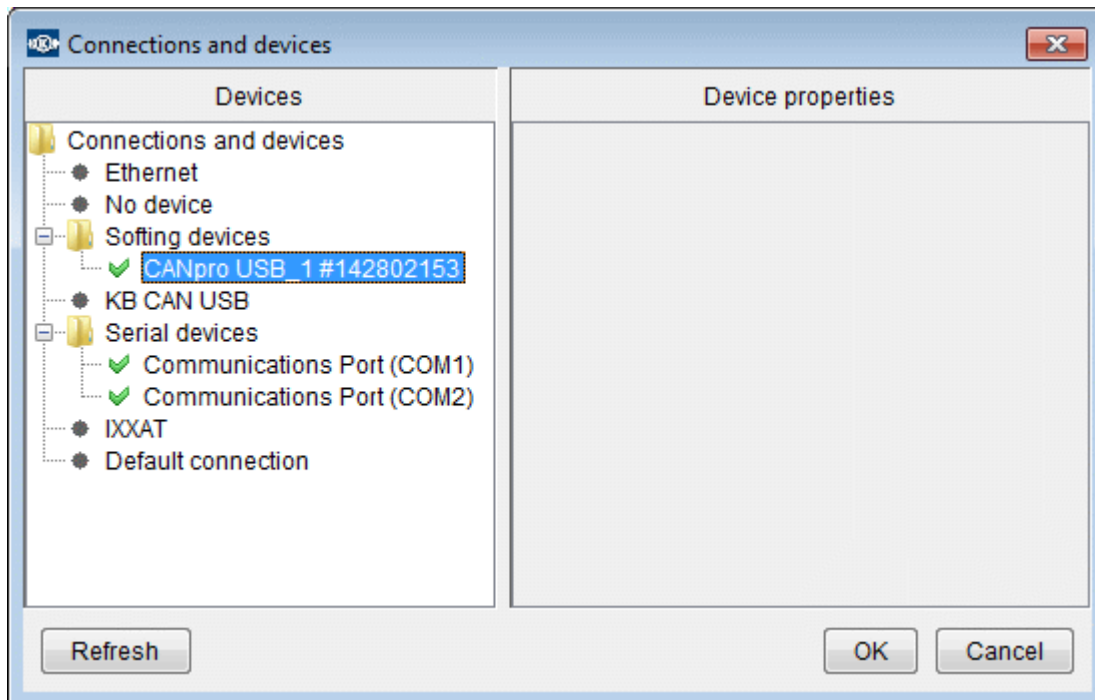 Connections and devices
Devices
Device properties
Connections and devices
Ethernet
No device
Softing devices
CANpro USB_1 #142802153
KB CAN USB
Serial devices
Communications Port (COM1)
Communications Port (COM2)
IXXAT
Default connection
Refresh
OK
Cancel